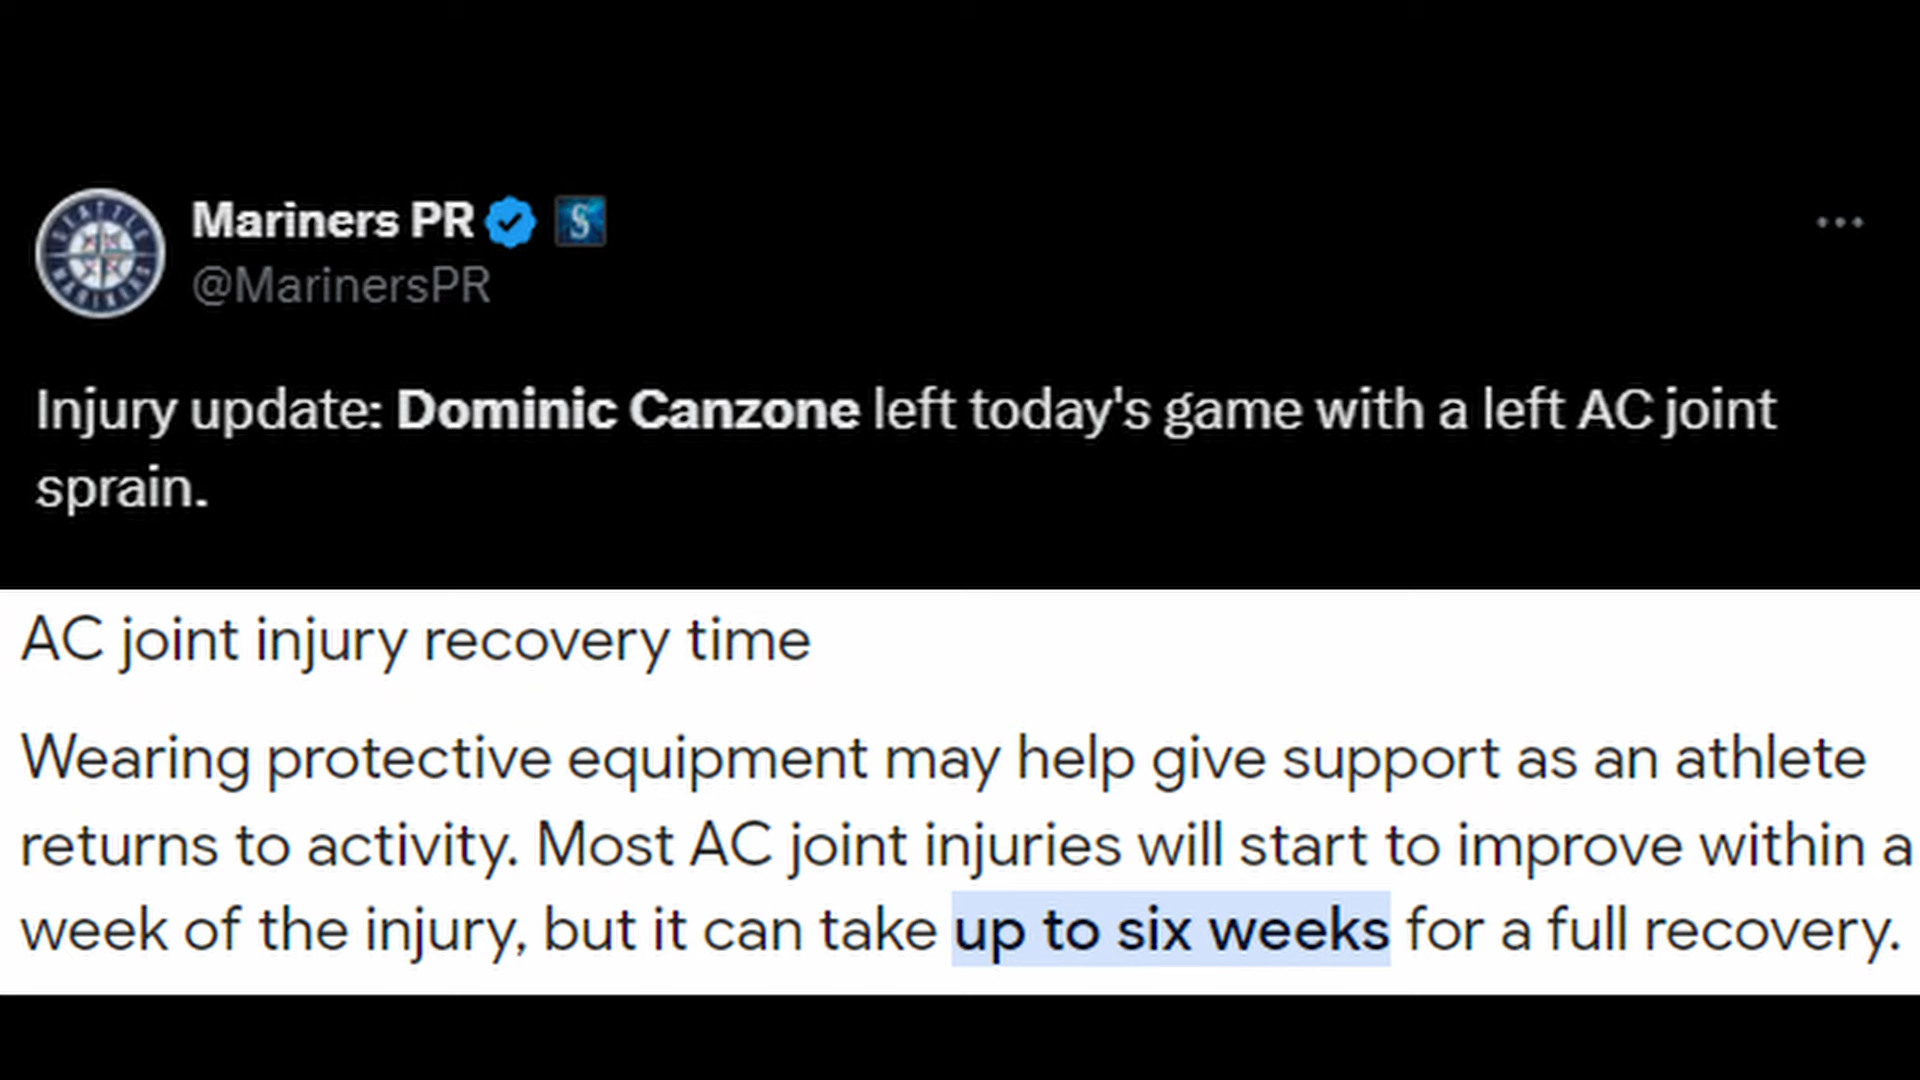 Mariners PR
@MarinersPR
Injury update: Dominic Canzone left today's game with a left AC joint
sprain.
AC joint injury recovery time
Wearing protective equipment may help give support as an athlete
returns to activity. Most AC joint injuries will start to improve within a
week of the injury, but it can take up to six weeks for a full recovery.
SEATTLE
MARINERS
S